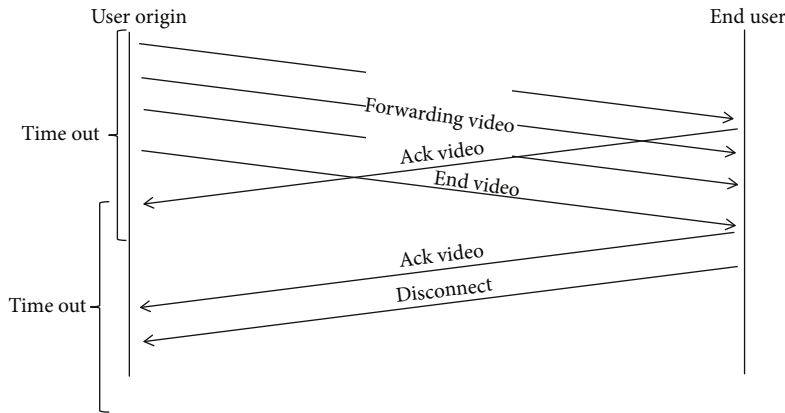 User origin
End user
Forwarding video
Time out
Ack video
End video
Ack video
Disconnect
Time out